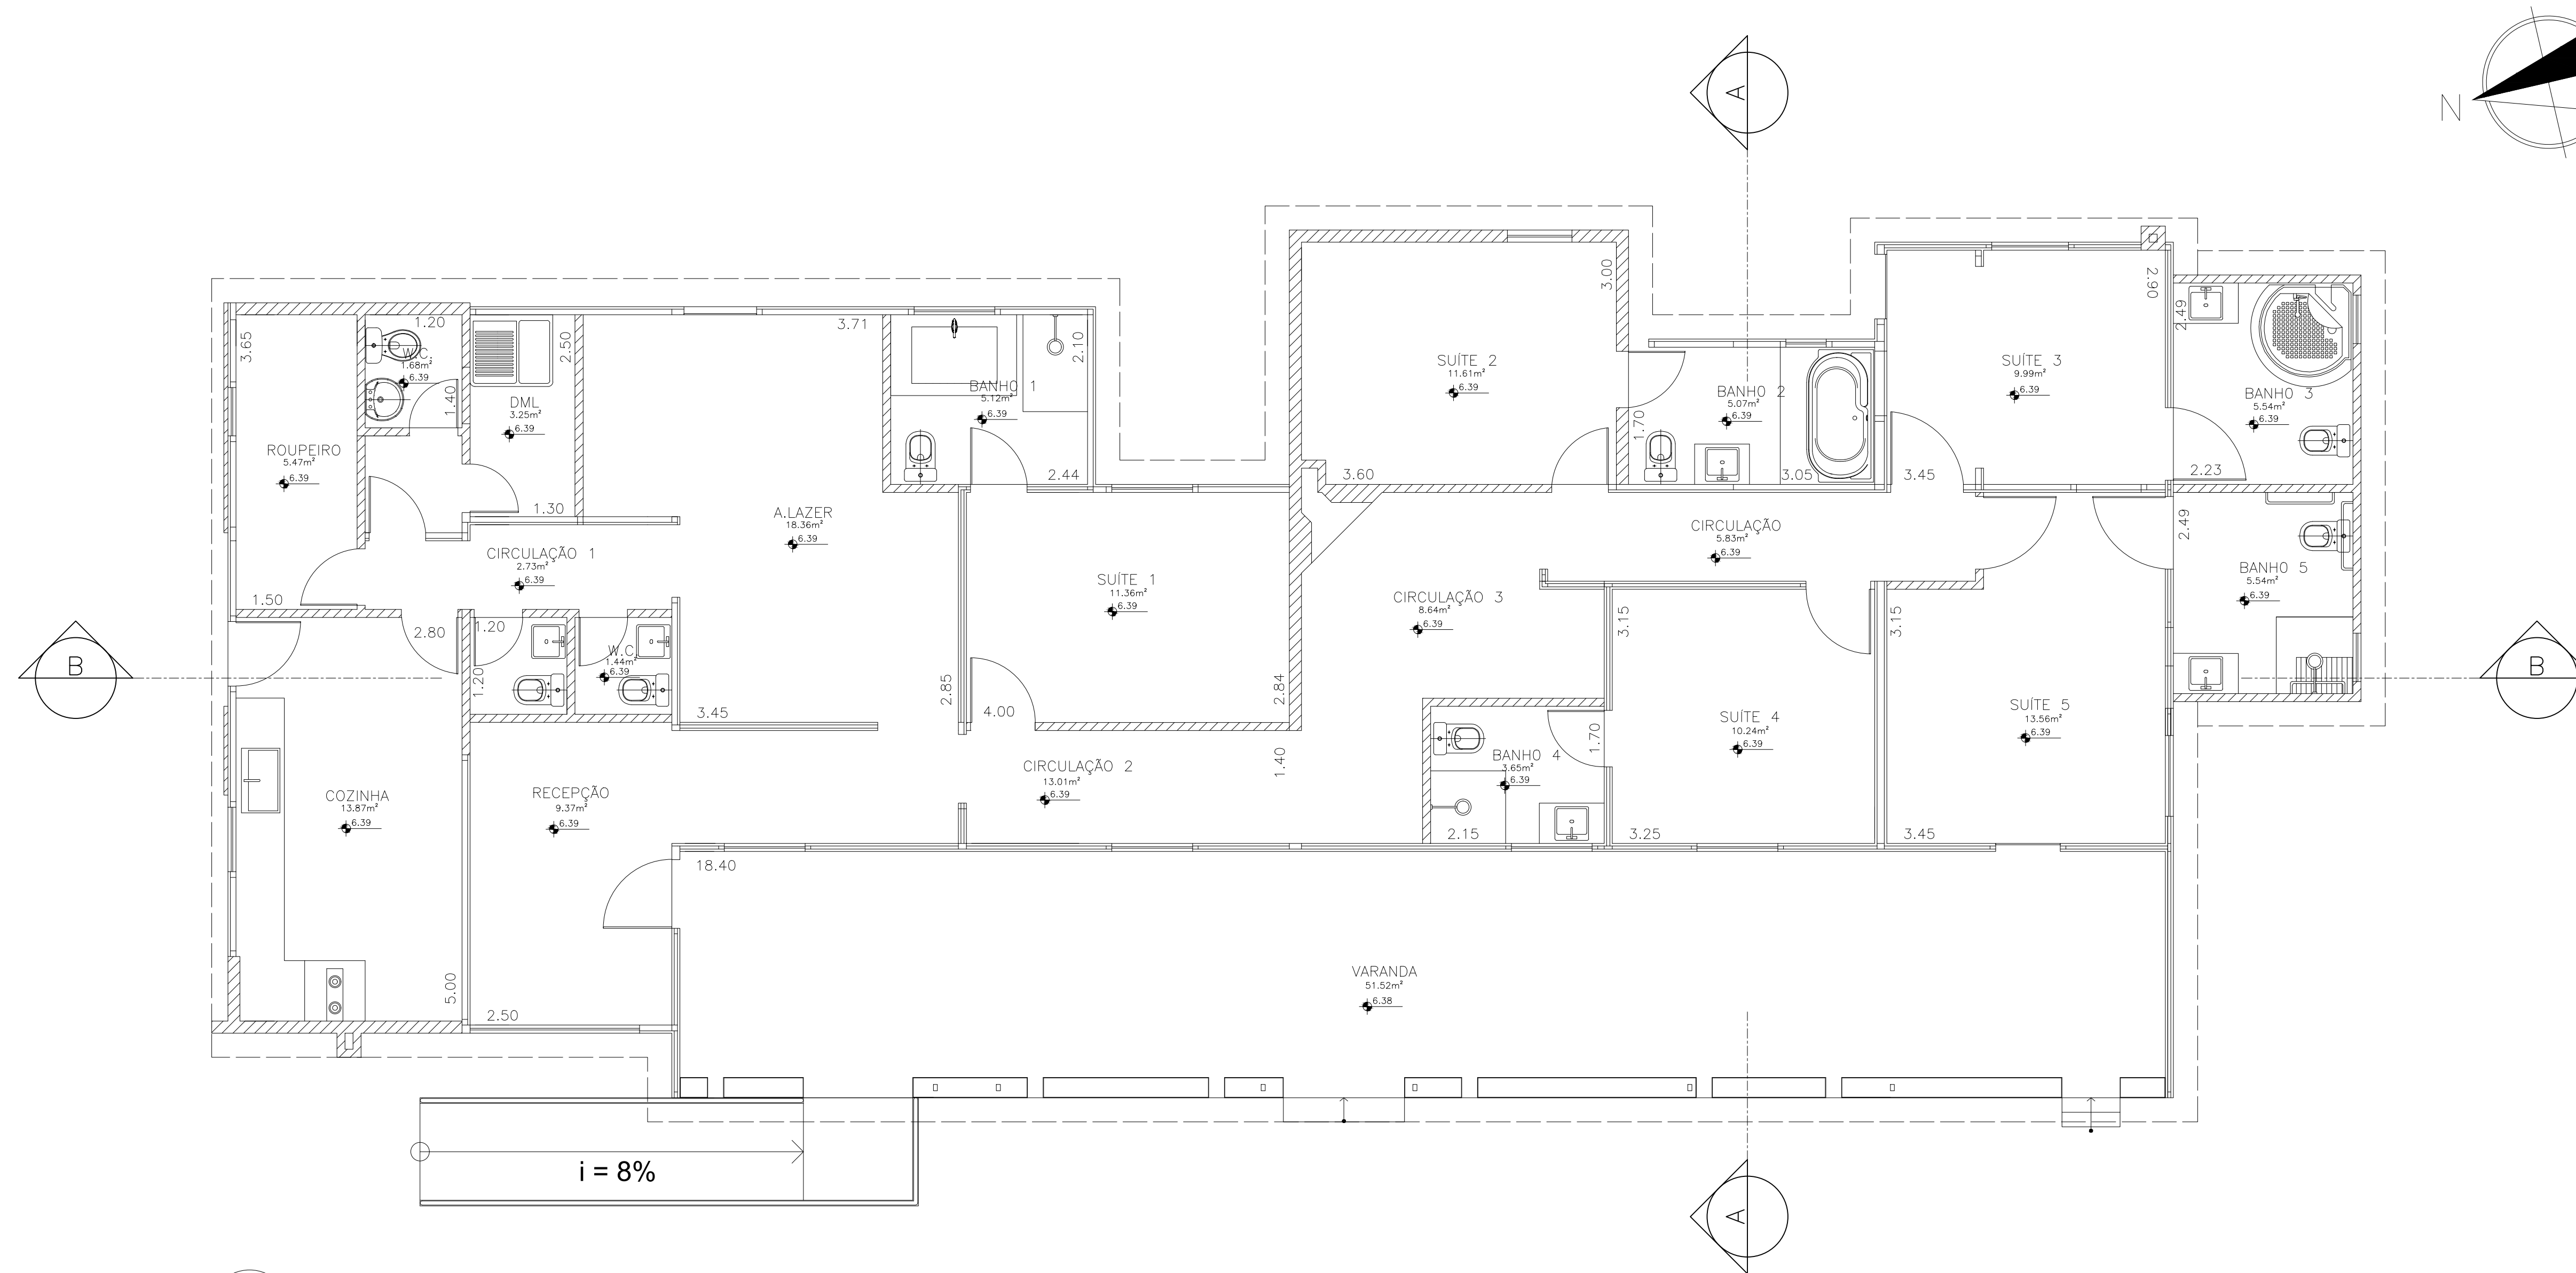 N
A
3.65
1.20
W.C.
1.68m²
6.39
1.40
2.50
DML
3.25m²
6.39
1.30
3.71
2.10
BANHO 1
5.12m²
6.39
2.44
3.00
SUÍTE 2
11.61m²
6.39
3.60
1.70
BANHO 2
5.07m²
6.39
3.05
2.90
SUÍTE 3
9.99m²
6.39
3.45
2.49
BANHO 3
5.54m²
6.39
2.23
ROUPEIRO
5.47m²
6.39
1.50
CIRCULAÇÃO 1
2.73m²
6.39
A.LAZER
18.36m²
6.39
3.45
2.85
SUÍTE 1
11.36m²
6.39
4.00
2.84
CIRCULAÇÃO
5.83m²
6.39
CIRCULAÇÃO 3
8.64m²
6.39
2.49
BANHO 5
5.54m²
6.39
B
B
2.80
1.20
1.20
W.C.
1.44m²
6.39
3.15
SUÍTE 4
10.24m²
6.39
3.25
3.15
SUÍTE 5
13.56m²
6.39
3.45
1.70
BANHO 4
3.65m²
6.39
2.15
COZINHA
13.87m²
6.39
5.00
RECEPÇÃO
9.37m²
6.39
2.50
CIRCULAÇÃO 2
13.01m²
6.39
1.40
18.40
VARANDA
51.52m²
6.38
i = 8%
A